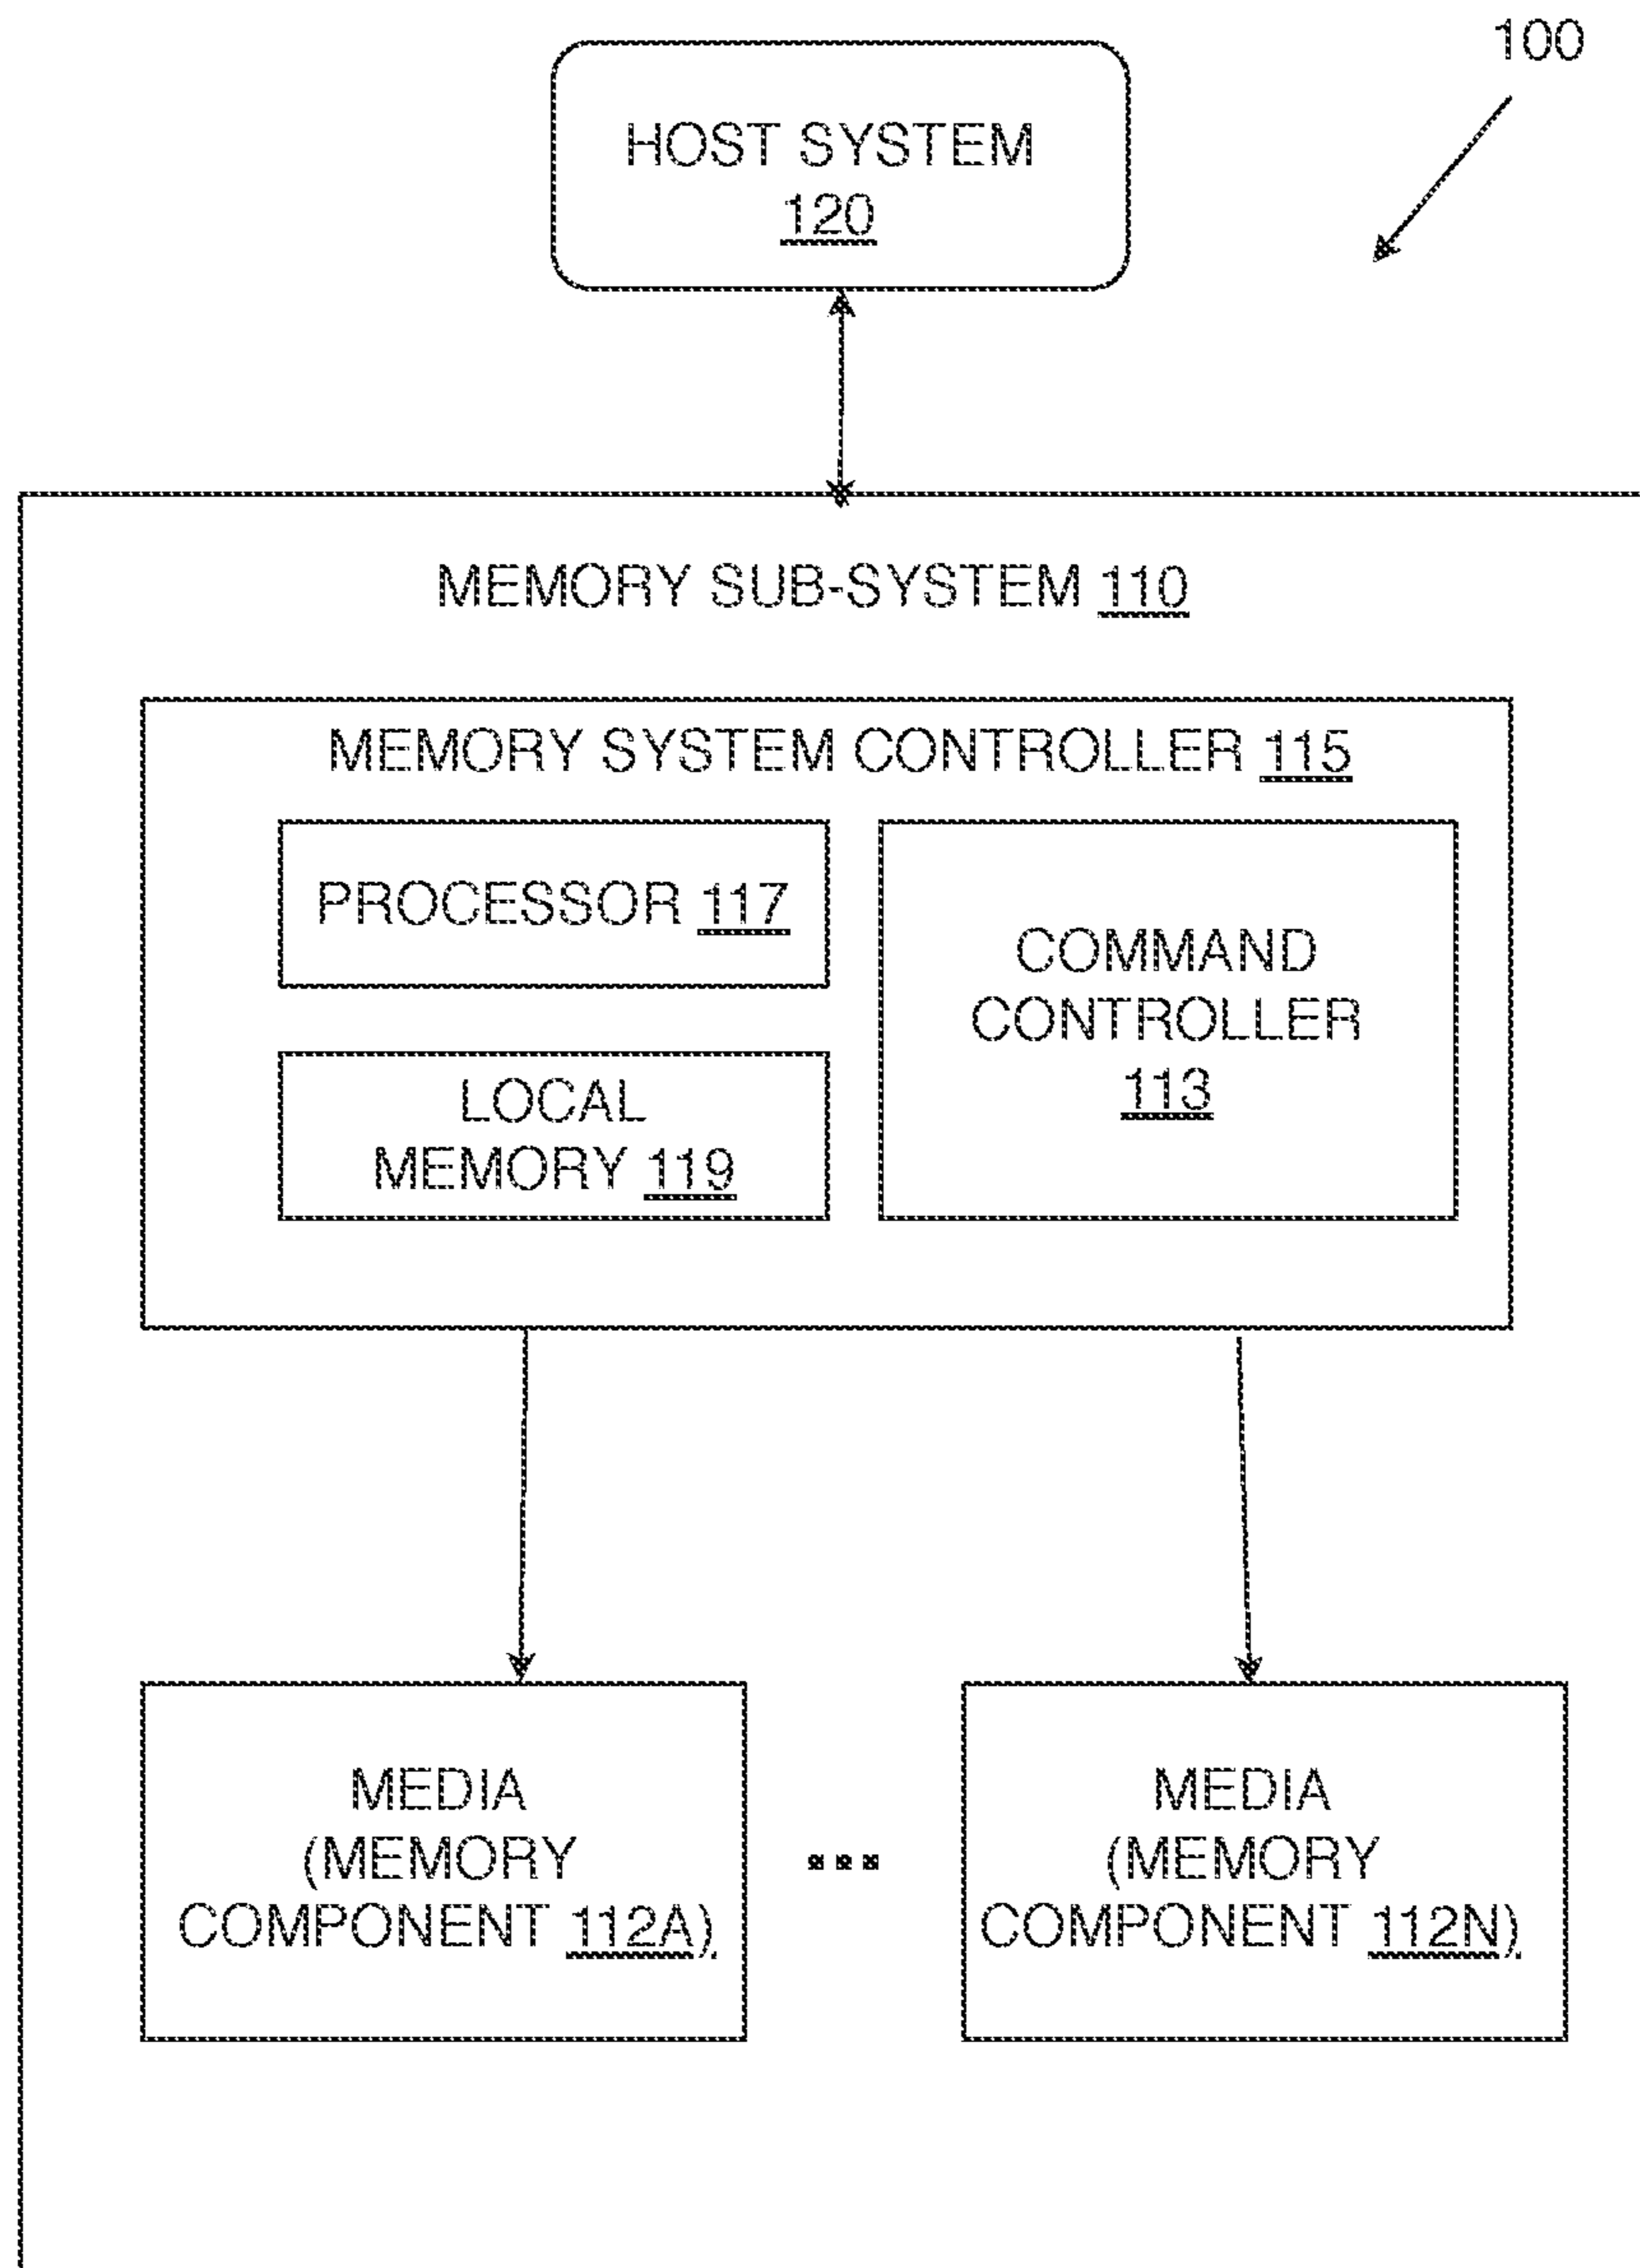 100
HOST SYSTEM
120
MEMORY SUB-SYSTEM 110
MEMORY SYSTEM CONTROLLER 115
PROCESSOR 117
COMMAND
CONTROLLER
113
LOCAL
MEMORY 119
MEDIA
(MEMORY
COMPONENT 112A)
...
MEDIA
(MEMORY
COMPONENT 112N)